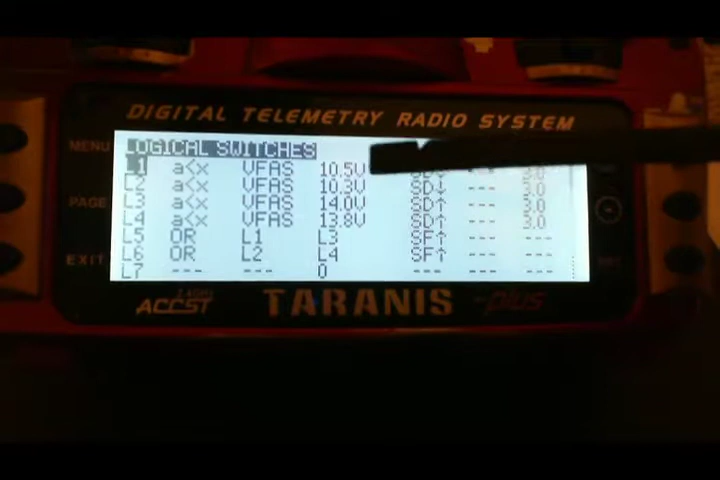 DIGITAL TELEMETRY RADIO SYSTEM
MENU
PAGE
EXIT
LOGICAL SWITCHES
L1 a<x VFAS 10.5V SD↓ --- 3.0
L2 a<x VFAS 10.3V SD↓ --- 3.0
L3 a<x VFAS 14.0V SD↑ --- 3.0
L4 a<x VFAS 13.8V SD↑ --- 3.0
L5 OR L1 L3 SF↑ --- ---
L6 OR L2 L4 SF↑ --- ---
L7 --- --- 0 --- --- ---
ACCST TARANIS plus